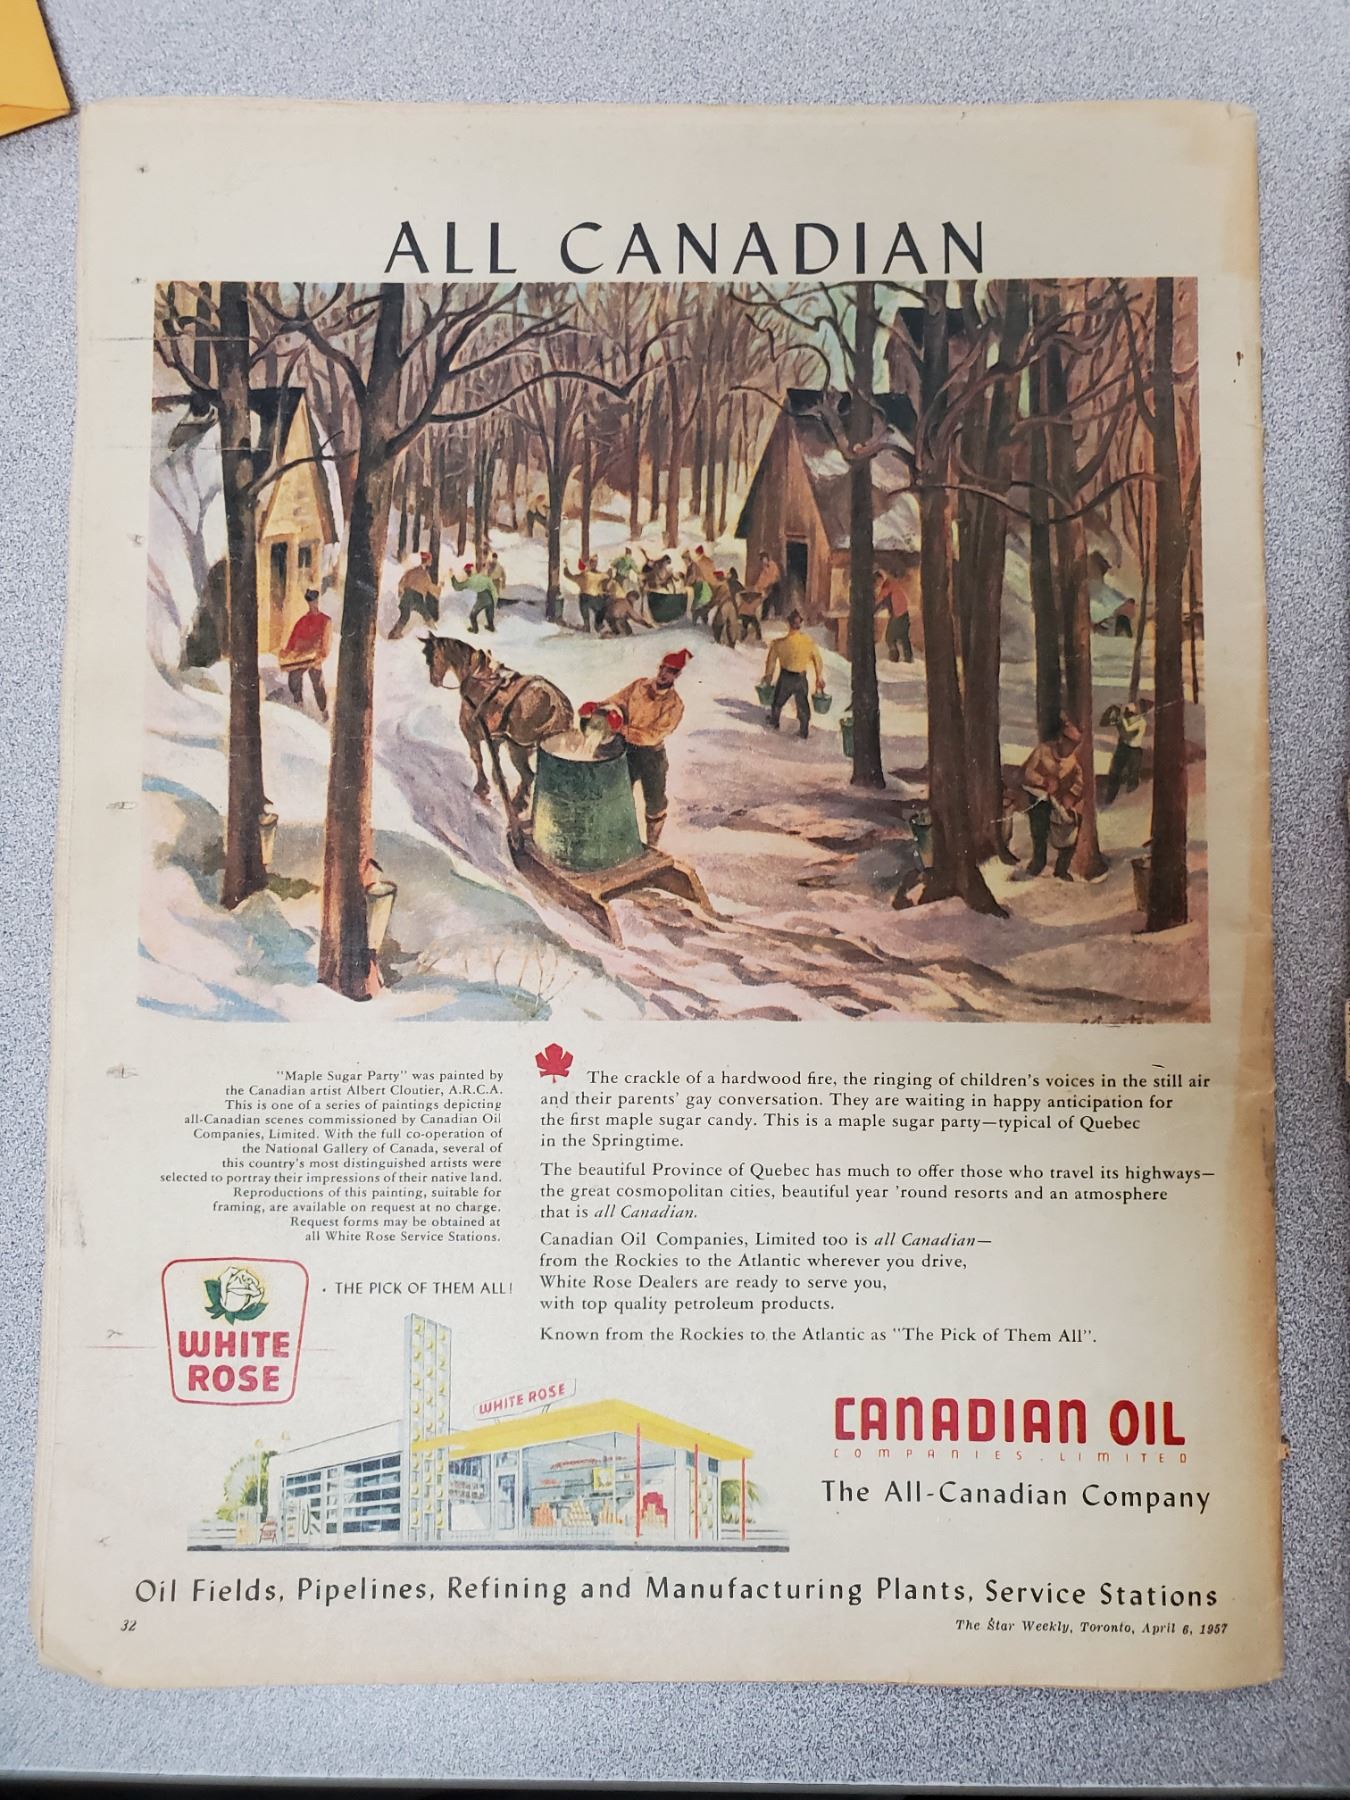 ALL CANADIAN
"Maple Sugar Party" was painted by
the Canadian artist Albert Cloutier, A.R.C.A.
This is one of a series of paintings depicting
all-Canadian scenes commissioned by Canadian Oil
Companies, Limited. With the full co-operation of
the National Gallery of Canada, several of
this country's most distinguished artists were
selected to portray their impressions of their native land.
Reproductions of this painting, suitable for
framing, are available on request at no charge.
Request forms may be obtained at
all White Rose Service Stations.
The crackle of a hardwood fire, the ringing of children's voices in the still air
and their parents' gay conversation. They are waiting in happy anticipation for
the first maple sugar candy. This is a maple sugar party—typical of Quebec
in the Springtime.
The beautiful Province of Quebec has much to offer those who travel its highways—
the great cosmopolitan cities, beautiful year 'round resorts and an atmosphere
that is all Canadian.
Canadian Oil Companies, Limited too is all Canadian—
from the Rockies to the Atlantic wherever you drive,
White Rose Dealers are ready to serve you,
with top quality petroleum products.
Known from the Rockies to the Atlantic as "The Pick of Them All".
WHITE
ROSE
• THE PICK OF THEM ALL!
WHITE ROSE
CANADIAN OIL
COMPANIES, LIMITED
The All-Canadian Company
Oil Fields, Pipelines, Refining and Manufacturing Plants, Service Stations
32
The Star Weekly, Toronto, April 6, 1957